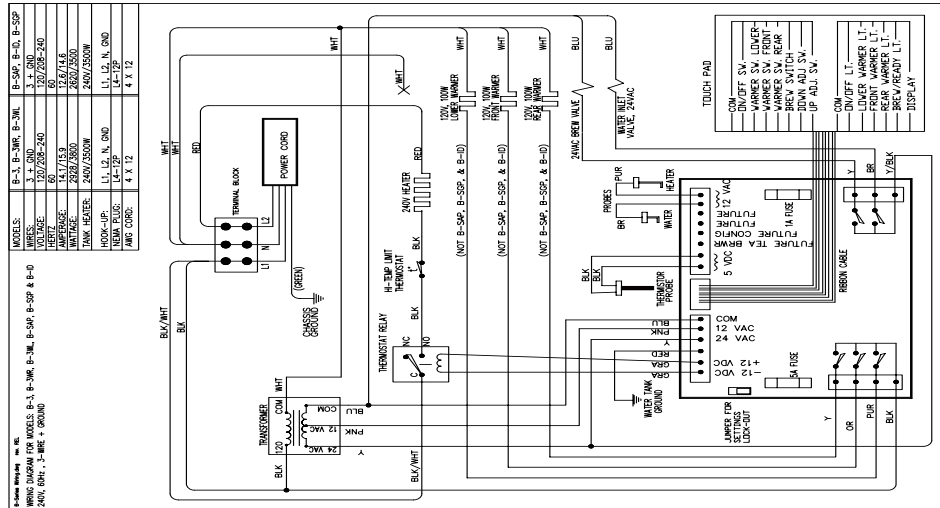 MODELS: B-3, B-3WR, B-3WL B-SAP, B-ID, B-SGP
WIRES: 3 + GND 3 + GND
VOLTAGE: 120/208-240 120/208-240
HERTZ 60 60
AMPERAGE: 14.1/15.9 12.6/14.6
WATTAGE: 2928/3800 2620/3500
TANK HEATER: 240V/3500W 240V/3500W
HOOK-UP: L1, L2, N, GND L1, L2, N, GND
NEMA PLUG: L4-12P L4-12P
AWG CORD: 4 X 12 4 X 12
WIRING DIAGRAM FOR MODELS: B-3, B-3WR, B-3WL, B-SAP, B-SGP & B-ID
240V, 60Hz, 3-WIRE + GROUND
WHT
WHT
RED
TERMINAL BLOCK
POWER CORD
L2
N
L1
(GREEN)
CHASSIS
GROUND
BLK/WHT
BLK
WHT
WHT
RED
240V HEATER
BLK
HI-TEMP LIMIT
THERMOSTAT
t°
BLK
THERMOSTAT RELAY
NC
NO
C
BLK/WHT
TRANSFORMER
WHT
COM
COM
BLU
12 VAC
PNK
24 VAC
Y
120
BLK
WHT
120V, 100W
LOWER WARMER
(NOT B-SAP, B-SGP, & B-ID)
WHT
120V, 100W
FRONT WARMER
(NOT B-SAP, B-SGP, & B-ID)
WHT
120V, 100W
REAR WARMER
(NOT B-SAP, B-SGP, & B-ID)
BLU
24VAC BREW VALVE
BLU
WATER INLET
VALVE, 24VAC
TOUCH PAD
COM
ON/OFF SW.
WARMER SW. LOWER
WARMER SW. FRONT
WARMER SW. REAR
BREW SWITCH
DOWN ADJ SW.
UP ADJ. SW.
COM
ON/OFF LT.
LOWER WARMER LT.
FRONT WARMER LT.
REAR WARMER LT.
BREW/READY LT.
DISPLAY
Y
BR
Y/BLK
PROBES
PUR
HEATER
BR
WATER
12 VAC
FUTURE
FUTURE
FUTURE CONFIG
FUTURE TEA BRWR
5 VDC
1A FUSE
BLK
BLK
THERMISTOR
PROBE
RIBBON CABLE
BLU
PNK
Y
RED
GRA
GRA
COM
12 VAC
24 VAC
+12 VDC
-12 VDC
WATER TANK
GROUND
5A FUSE
JUMPER FOR
SETTINGS
LOCK-OUT
Y
OR
PUR
BLK